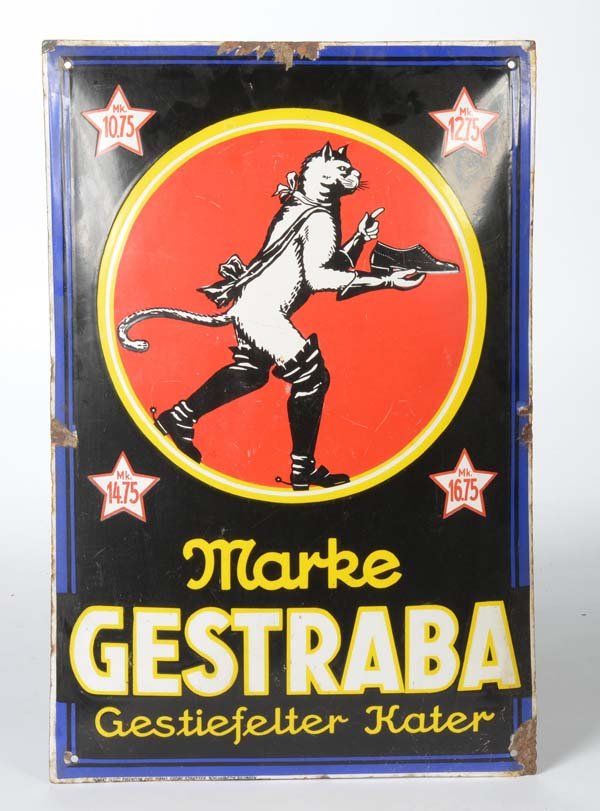 Mk.
10.75
Mk.
12.75
Mk.
14.75
Mk.
16.75
Marke
GESTRABA
Gestiefelter Kater